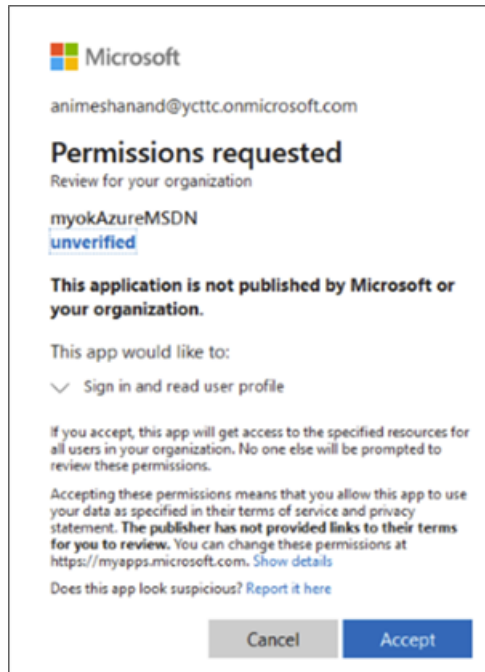 Microsoft
animeshanand@ycttc.onmicrosoft.com
Permissions requested
Review for your organization
myokAzureMSDN
unverified
This application is not published by Microsoft or
your organization.
This app would like to:
Sign in and read user profile
If you accept, this app will get access to the specified resources for
all users in your organization. No one else will be prompted to
review these permissions.
Accepting these permissions means that you allow this app to use
your data as specified in their terms of service and privacy
statement. The publisher has not provided links to their terms
for you to review. You can change these permissions at
https://myapps.microsoft.com. Show details
Does this app look suspicious? Report it here
Cancel Accept